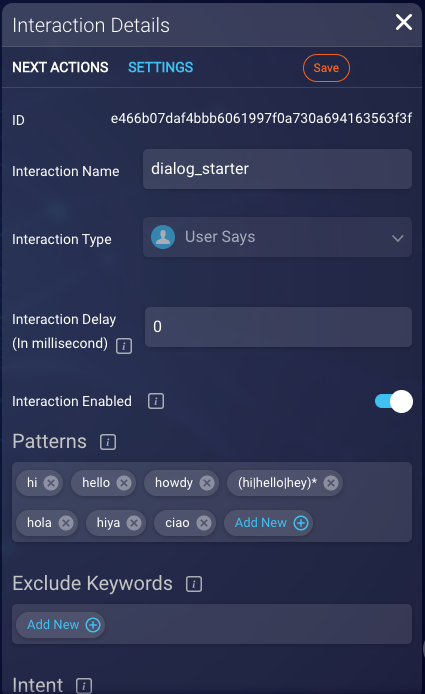 Interaction Details
NEXT ACTIONS SETTINGS Save
ID e466b07daf4bbb6061997f0a730a694163563f3f
Interaction Name dialog_starter
Interaction Type User Says
Interaction Delay
(In millisecond) i 0
Interaction Enabled i
Patterns i
hi hello howdy (hi|hello|hey)*
hola hiya ciao Add New
Exclude Keywords i
Add New
Intent i